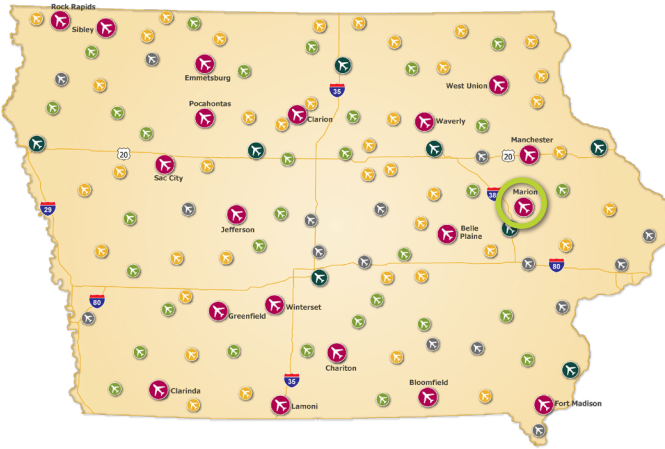 Rock Rapids
Sibley
Emmetsburg
35
West Union
Pocahontas
Clarion
Waverly
Manchester
20
20
Sac City
Marion
380
29
Jefferson
Belle
Plaine
80
80
Winterset
Greenfield
Chariton
35
Clarinda
Bloomfield
Lamoni
Fort Madison